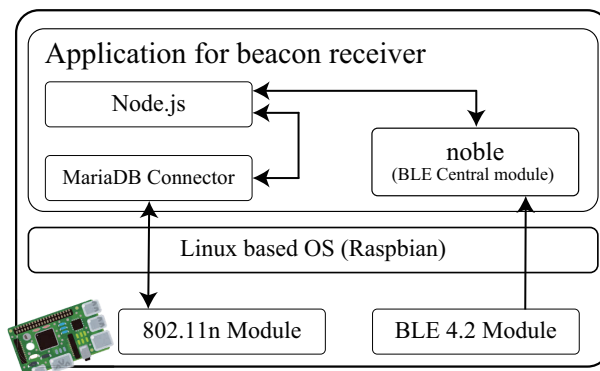 Application for beacon receiver
Node.js
noble
(BLE Central module)
MariaDB Connector
Linux based OS (Raspbian)
802.11n Module
BLE 4.2 Module